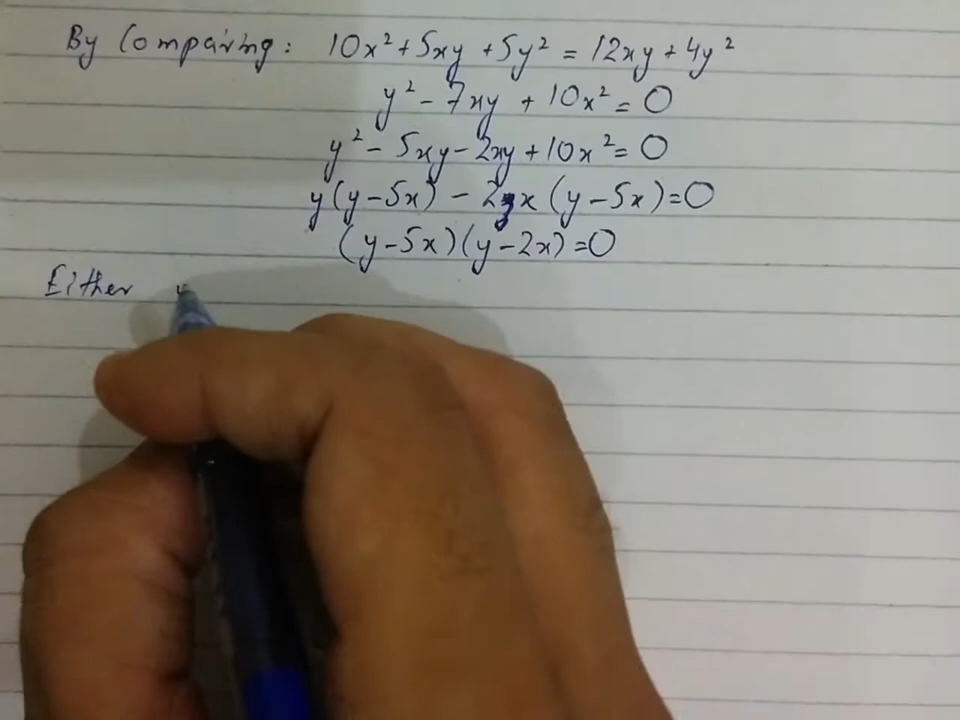 By Comparing: 10x² + 5xy + 5y² = 12xy + 4y²
y² - 7xy + 10x² = 0
y² - 5xy - 2xy + 10x² = 0
y(y - 5x) - 2x(y - 5x) = 0
(y - 5x)(y - 2x) = 0
Either